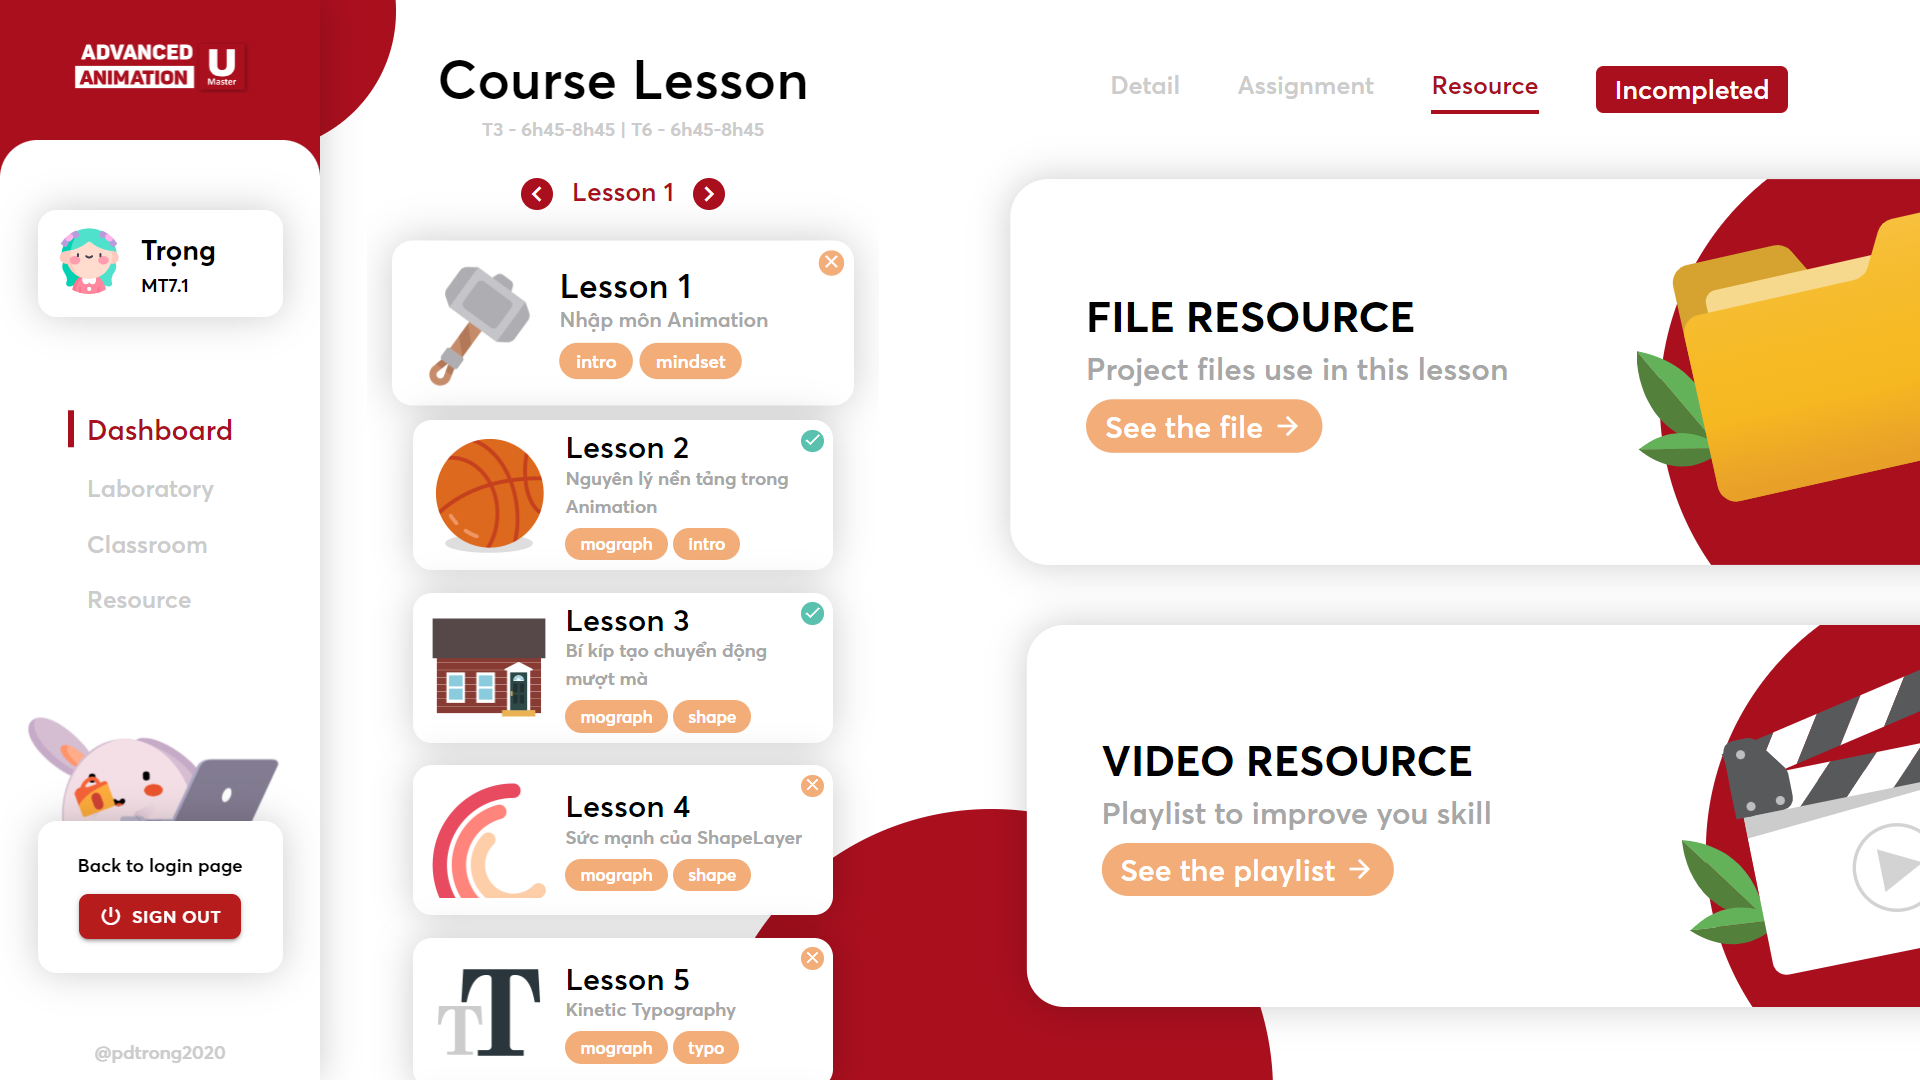 ADVANCED
ANIMATION
U
Master
Trọng
MT7.1
Dashboard
Laboratory
Classroom
Resource
Back to login page
SIGN OUT
@pdtrong2020
Course Lesson
T3 - 6h45-8h45 | T6 - 6h45-8h45
Lesson 1
Lesson 1
Nhập môn Animation
intro mindset
Lesson 2
Nguyên lý nền tảng trong
Animation
mograph intro
Lesson 3
Bí kíp tạo chuyển động
mượt mà
mograph shape
Lesson 4
Sức mạnh của ShapeLayer
mograph shape
T T
Lesson 5
Kinetic Typography
mograph typo
Detail Assignment Resource Incompleted
FILE RESOURCE
Project files use in this lesson
See the file
VIDEO RESOURCE
Playlist to improve you skill
See the playlist